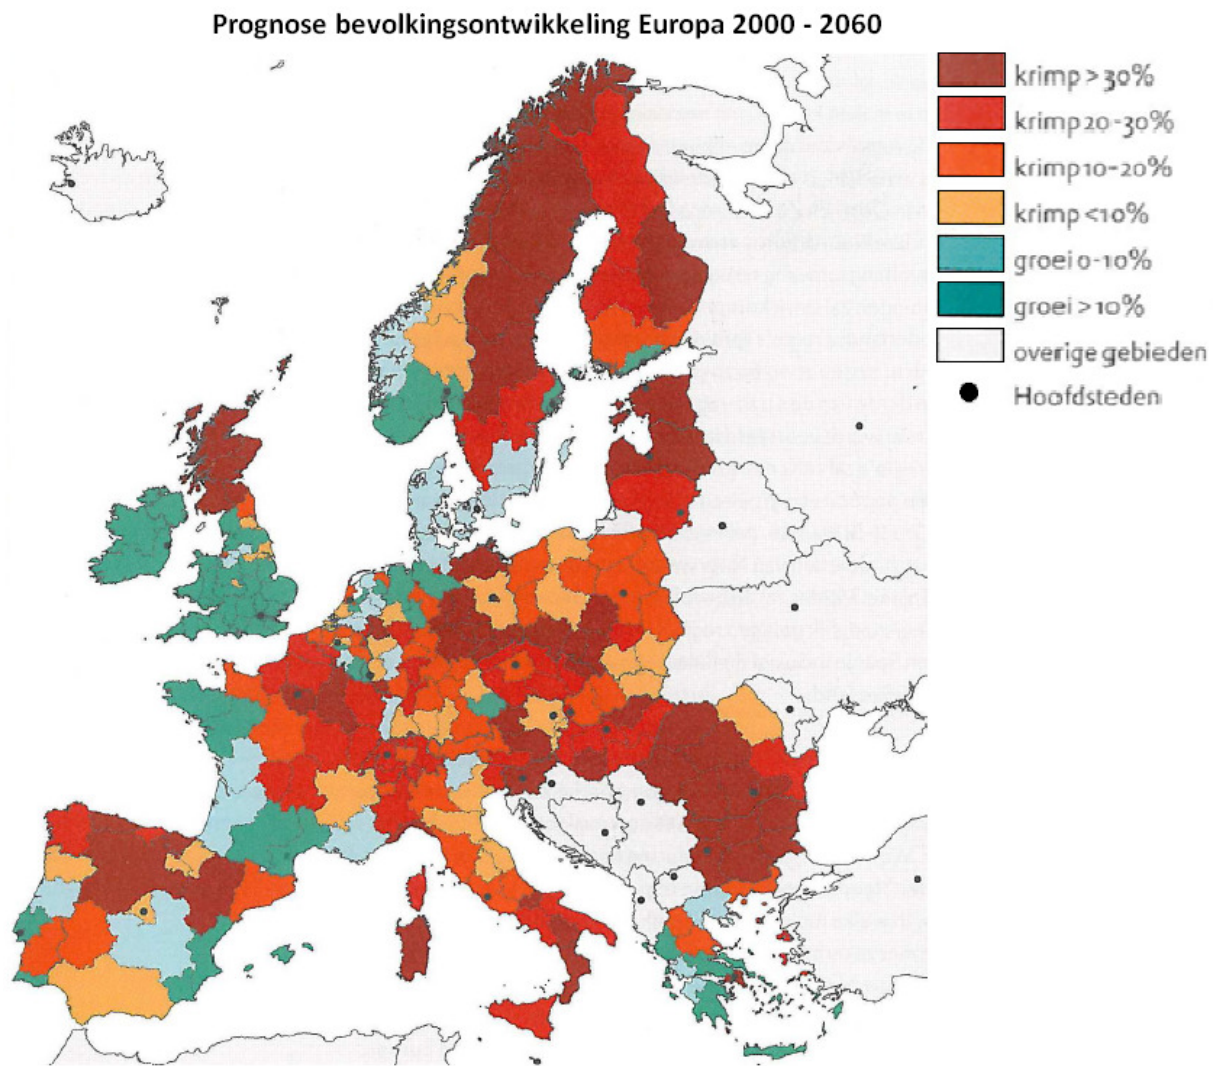 Prognose bevolkingsontwikkeling Europa 2000 - 2060
krimp > 30%
krimp 20-30%
krimp 10-20%
krimp <10%
groei 0-10%
groei > 10%
overige gebieden
Hoofdsteden